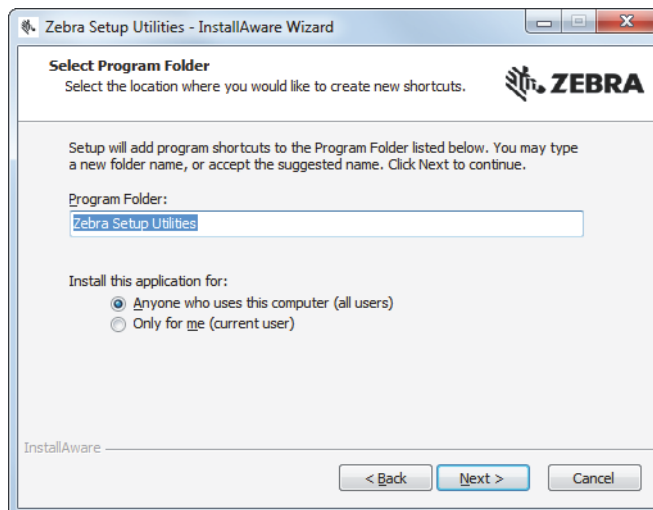 Zebra Setup Utilities - InstallAware Wizard
Select Program Folder
Select the location where you would like to create new shortcuts.
ZEBRA
Setup will add program shortcuts to the Program Folder listed below. You may type
a new folder name, or accept the suggested name. Click Next to continue.
Program Folder:
Zebra Setup Utilities
Install this application for:
Anyone who uses this computer (all users)
Only for me (current user)
InstallAware
< Back
Next >
Cancel